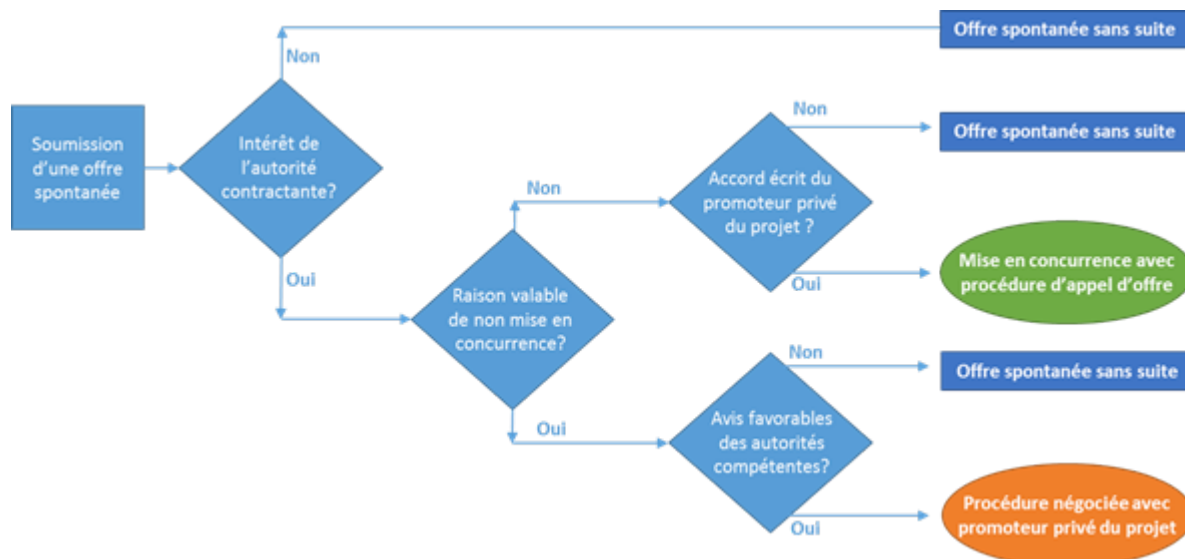 Offre spontanée sans suite
Non
Soumission
d'une offre
spontanée
Intérêt de
l'autorité
contractante?
Non
Offre spontanée sans suite
Non
Accord écrit du
promoteur privé
du projet ?
Oui
Mise en concurrence avec
procédure d'appel d'offre
Oui
Raison valable
de non mise en
concurrence?
Non
Offre spontanée sans suite
Oui
Avis favorables
des autorités
compétentes?
Oui
Procédure négociée avec
promoteur privé du projet